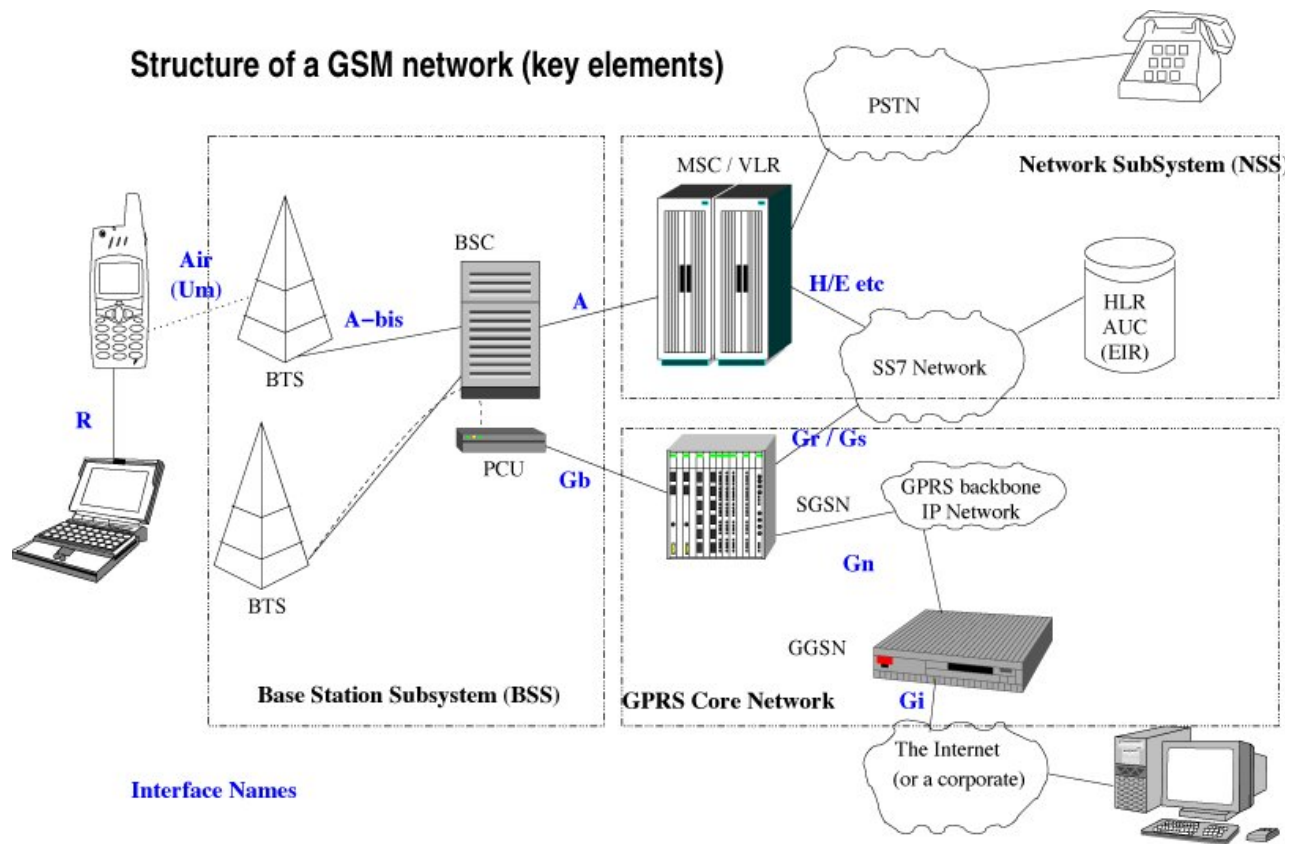 Structure of a GSM network (key elements)
PSTN
MSC / VLR
Network SubSystem (NSS)
BSC
Air
(Um)
A-bis
A
H/E etc
HLR
AUC
(EIR)
BTS
SS7 Network
R
PCU
Gb
Gr / Gs
SGSN
GPRS backbone
IP Network
Gn
BTS
GGSN
Base Station Subsystem (BSS)
GPRS Core Network
Gi
The Internet
(or a corporate)
Interface Names